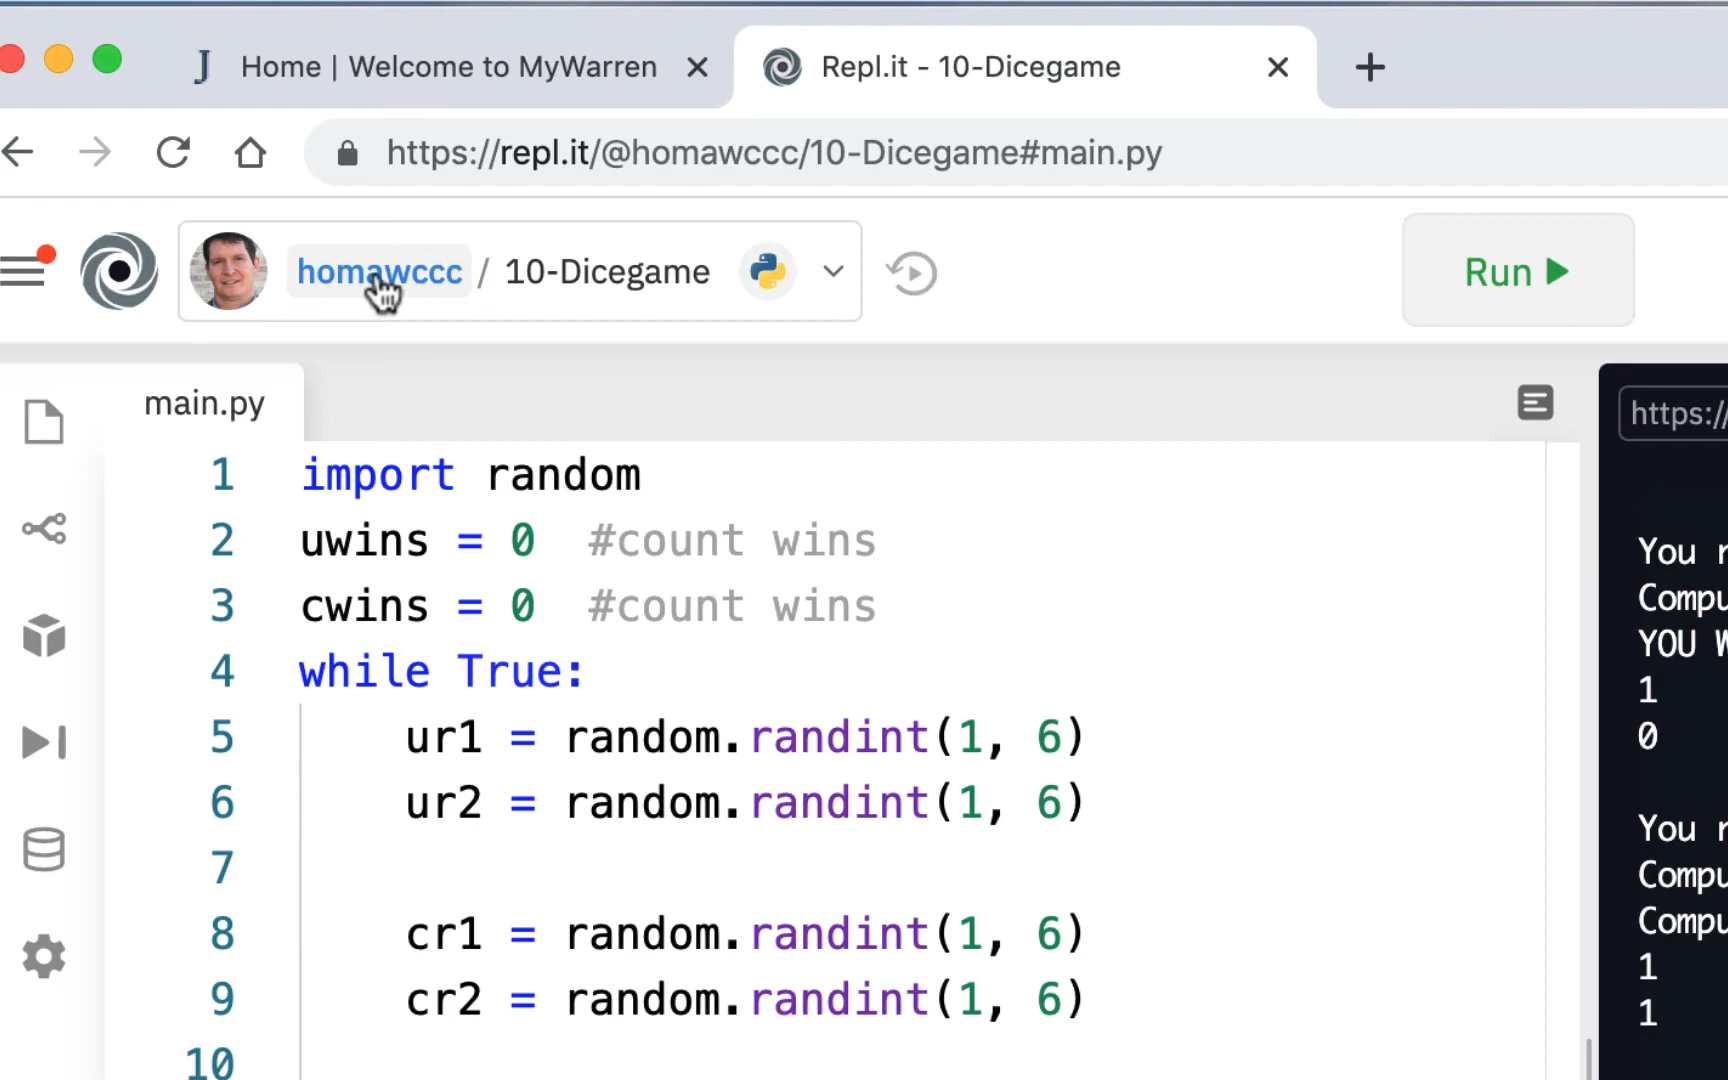 Home | Welcome to MyWarren
Repl.it - 10-Dicegame
https://repl.it/@homawccc/10-Dicegame#main.py
homawccc / 10-Dicegame
Run
main.py
1 import random
2 uwins = 0 #count wins
3 cwins = 0 #count wins
4 while True:
5 ur1 = random.randint(1, 6)
6 ur2 = random.randint(1, 6)
7
8 cr1 = random.randint(1, 6)
9 cr2 = random.randint(1, 6)
10
https://
You r
Compu
YOU W
1
0
You r
Compu
Compu
1
1